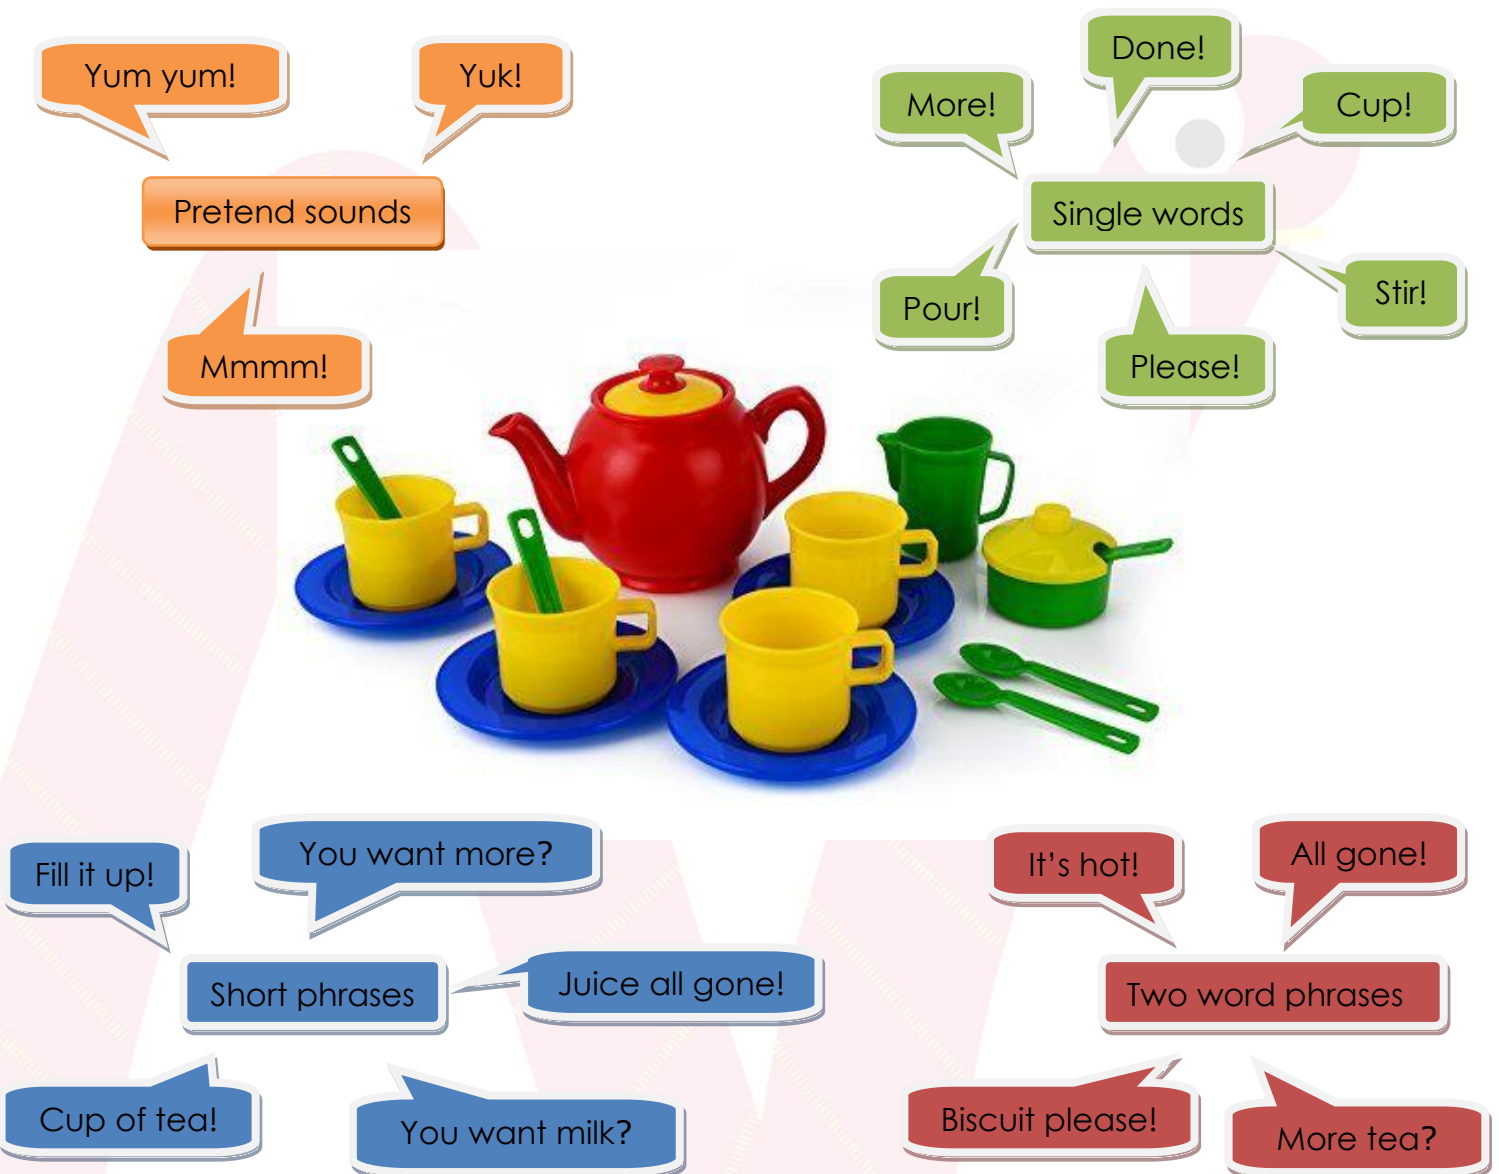 Yum yum!
Yuk!
Pretend sounds
Mmmm!
Done!
More!
Cup!
Single words
Pour!
Stir!
Please!
Fill it up!
You want more?
Short phrases
Juice all gone!
Cup of tea!
You want milk?
It's hot!
All gone!
Two word phrases
Biscuit please!
More tea?